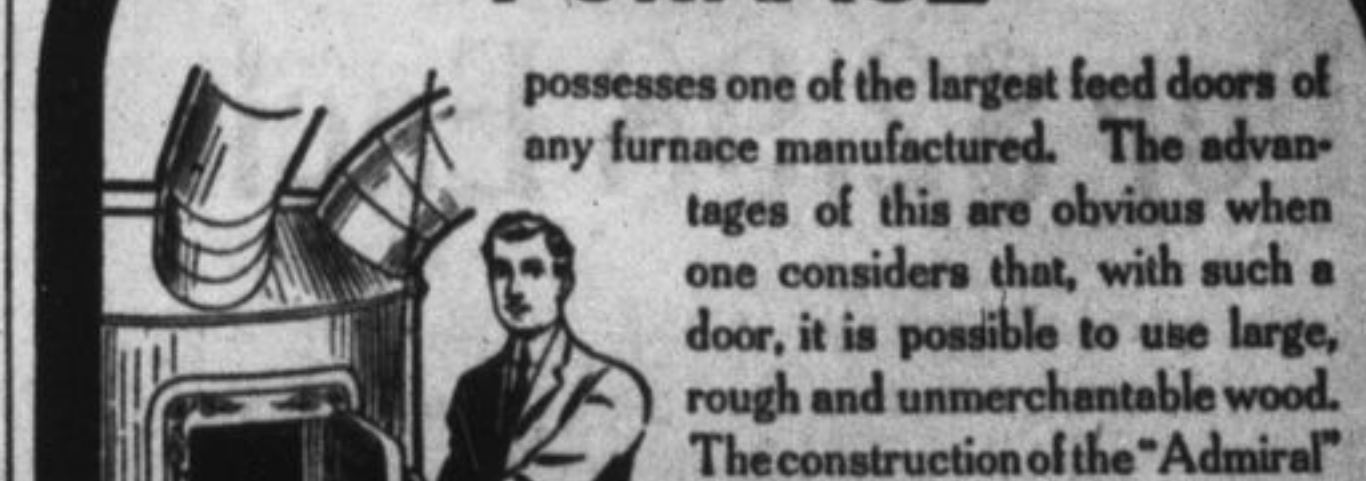 possesses one of the largest feed doors of
any furnace manufactured. The advan-
tages of this are obvious when
one considers that, with such a
door, it is possible to use large,
rough and unmerchantable wood.
The construction of the "Admiral"